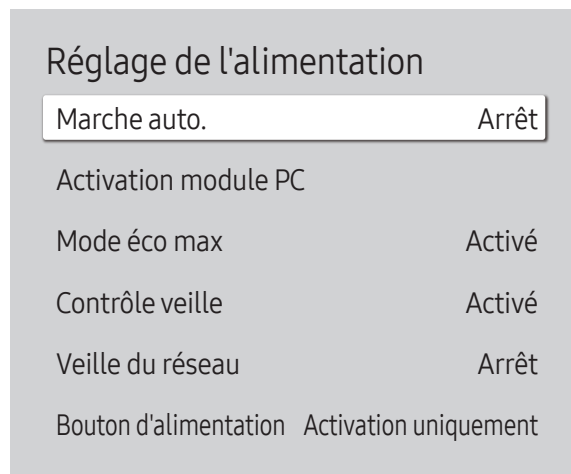 Réglage de l'alimentation
Marche auto. Arrêt
Activation module PC
Mode éco max Activé
Contrôle veille Activé
Veille du réseau Arrêt
Bouton d'alimentation Activation uniquement